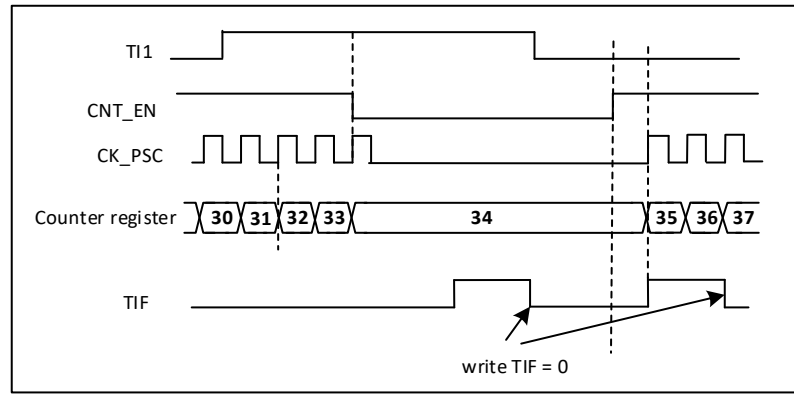 TI1
CNT_EN
CK_PSC
Counter register 30 31 32 33 34 35 36 37
TIF
write TIF = 0